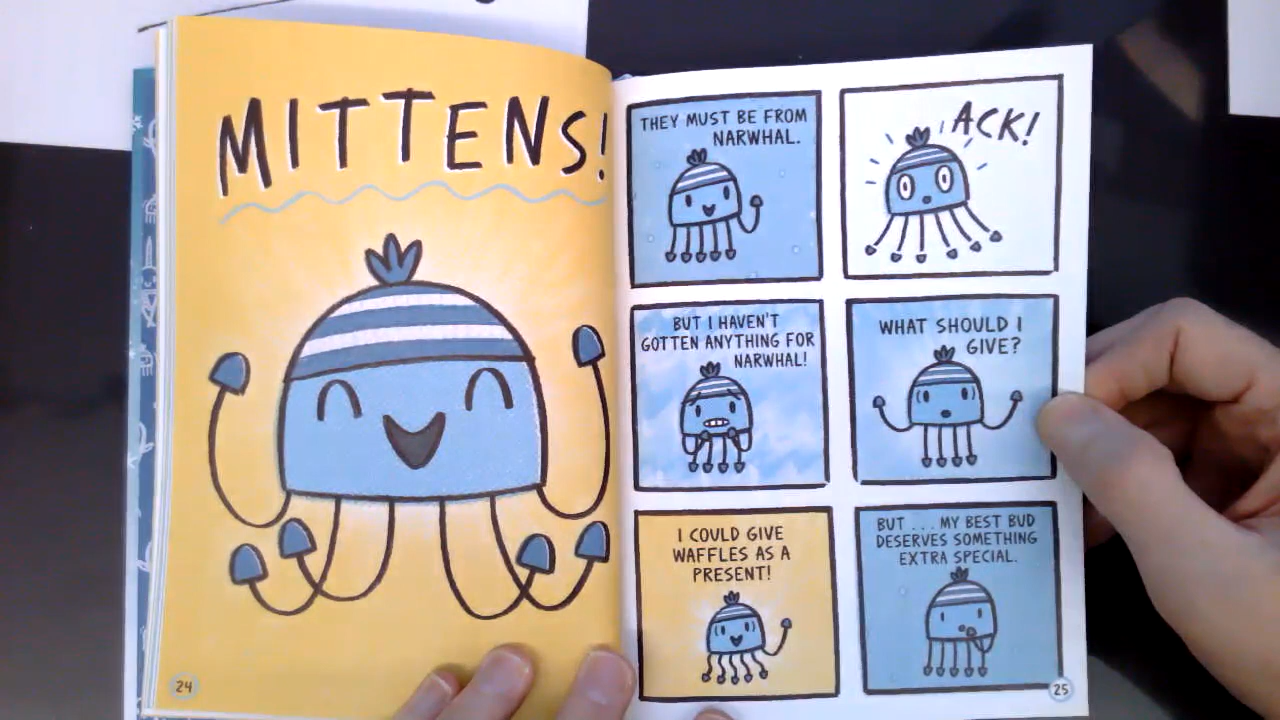 MITTENS!
24
THEY MUST BE FROM
NARWHAL.
ACK!
BUT I HAVEN'T
GOTTEN ANYTHING FOR
NARWHAL!
WHAT SHOULD I
GIVE?
I COULD GIVE
WAFFLES AS A
PRESENT!
BUT . . . MY BEST BUD
DESERVES SOMETHING
EXTRA SPECIAL.
25